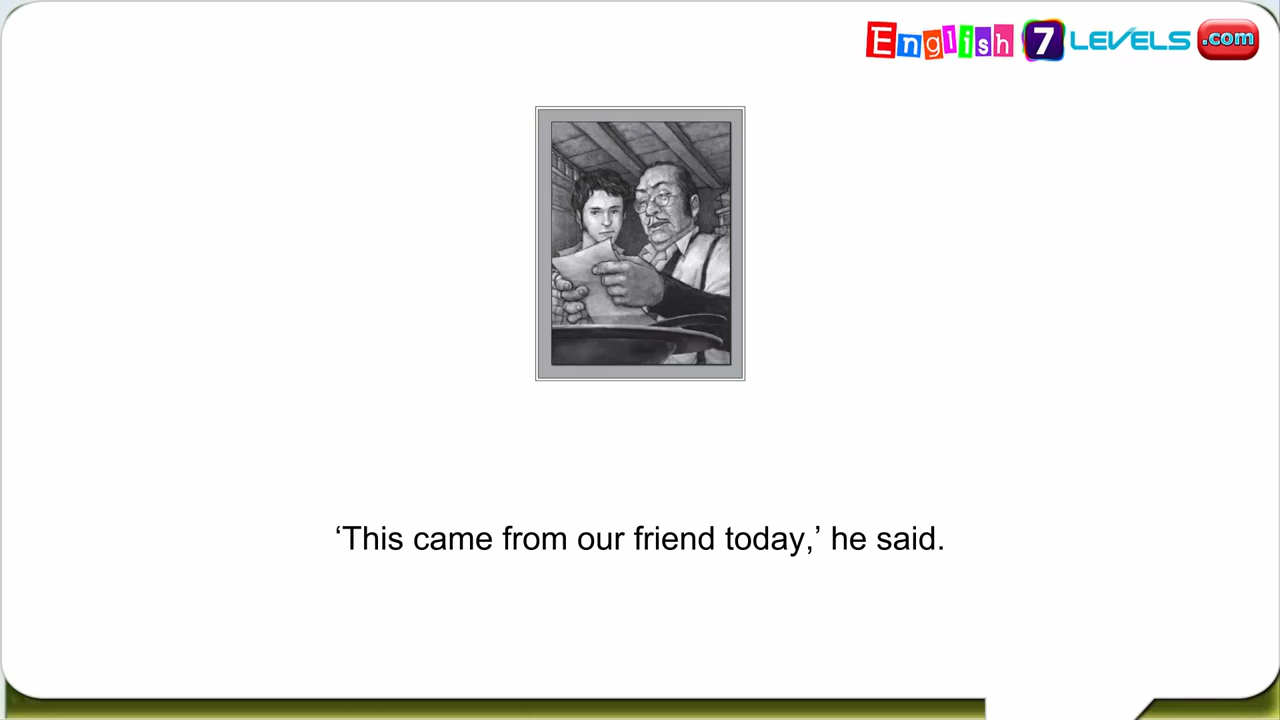 English 7 LEVELS .com
‘This came from our friend today,’ he said.